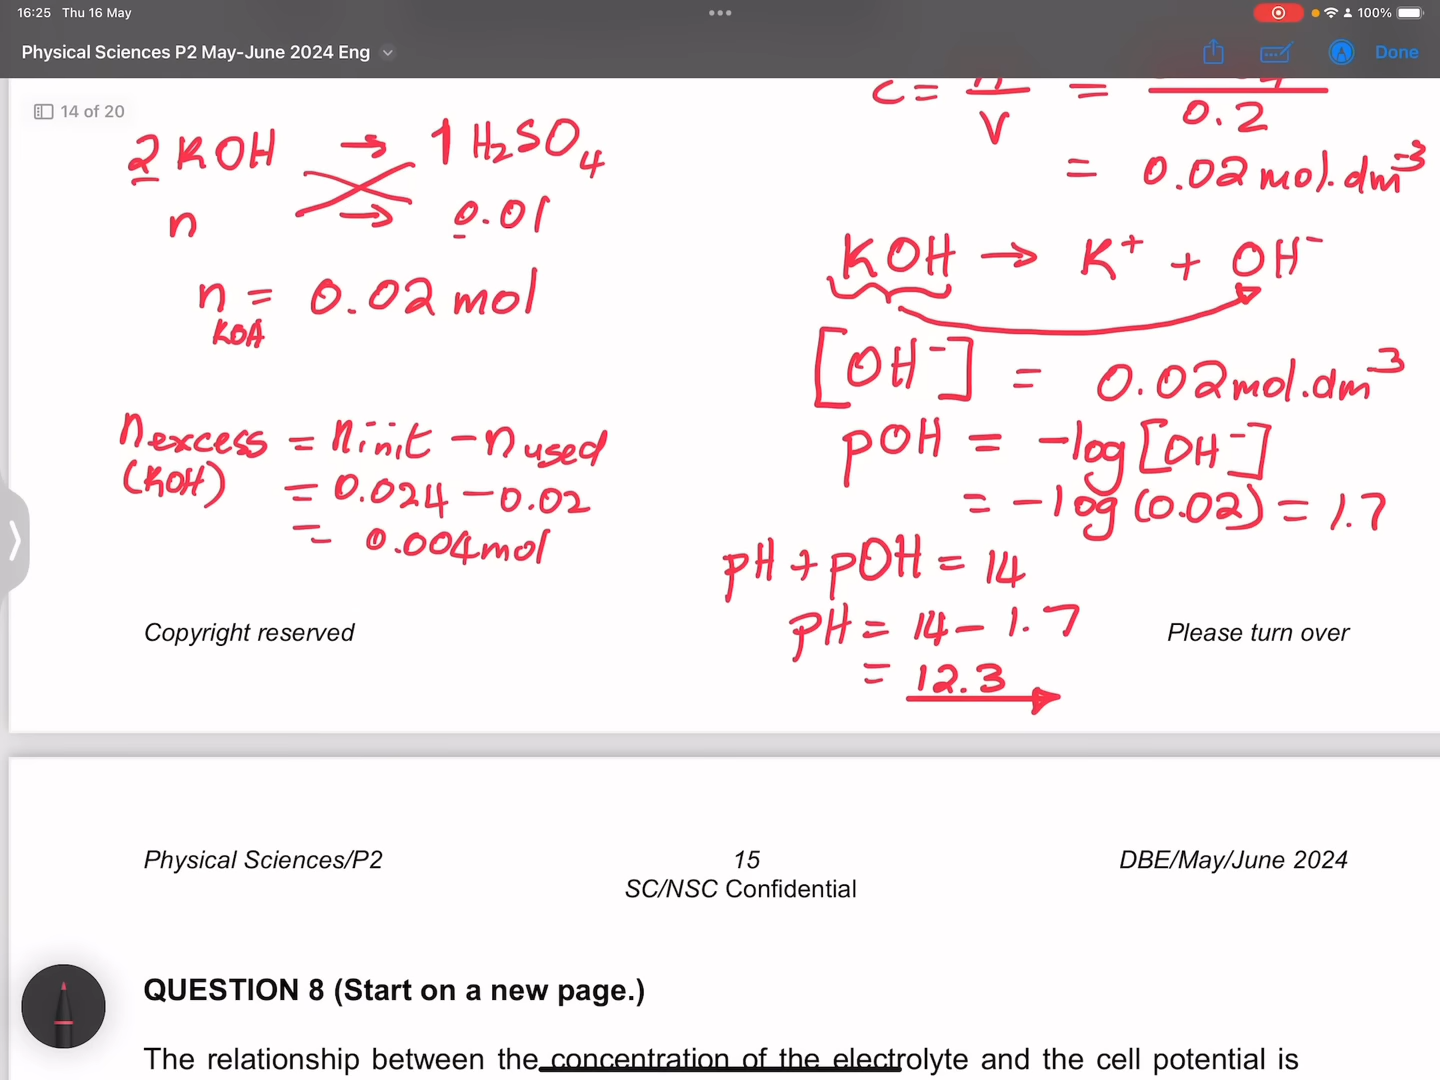 16:25 Thu 16 May
100%
Physical Sciences P2 May-June 2024 Eng
Done
14 of 20
2 KOH → 1 H₂SO₄
n → 0.01
n = 0.02 mol
KOH
n excess = n init - n used
(KOH) = 0.024 - 0.02
= 0.004 mol
c = n/V = /0.2
= 0.02 mol.dm⁻³
KOH → K⁺ + OH⁻
[OH⁻] = 0.02 mol.dm⁻³
pOH = -log [OH⁻]
= -log (0.02) = 1.7
pH + pOH = 14
pH = 14 - 1.7
= 12.3
Copyright reserved
Please turn over
Physical Sciences/P2
15
DBE/May/June 2024
SC/NSC Confidential
QUESTION 8 (Start on a new page.)
The relationship between the concentration of the electrolyte and the cell potential is